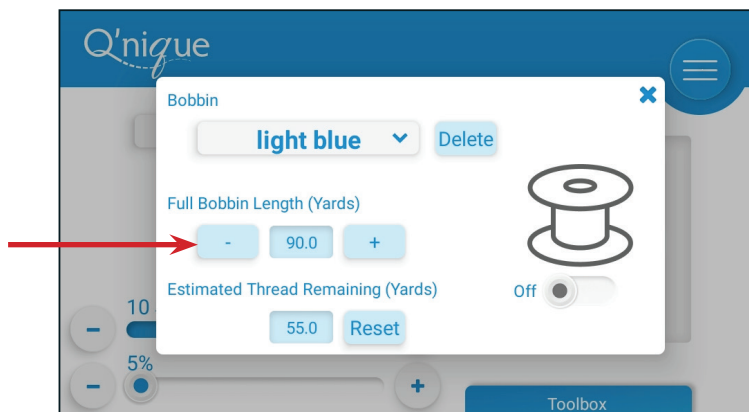 Q'nique
Bobbin
light blue
Delete
Full Bobbin Length (Yards)
- 90.0 +
Estimated Thread Remaining (Yards)
Off
55.0 Reset
10
5%
Toolbox